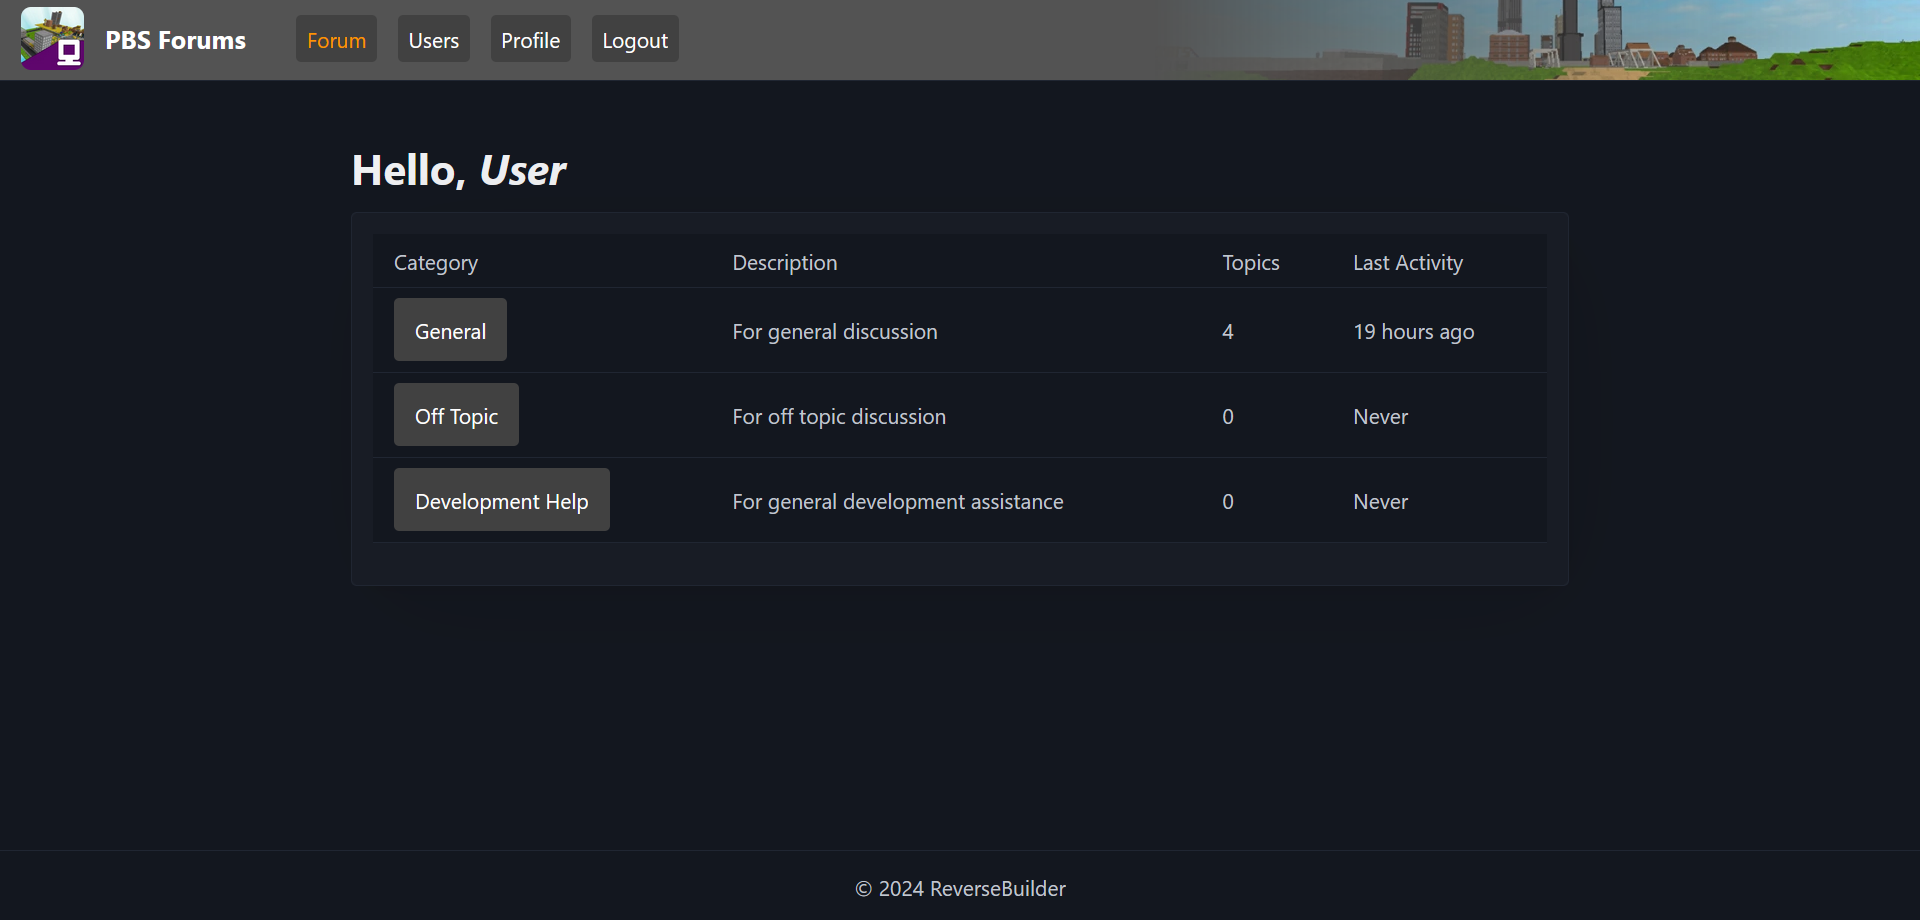 PBS Forums Forum Users Profile Logout
Hello, User
Category Description Topics Last Activity
General For general discussion 4 19 hours ago
Off Topic For off topic discussion 0 Never
Development Help For general development assistance 0 Never
© 2024 ReverseBuilder